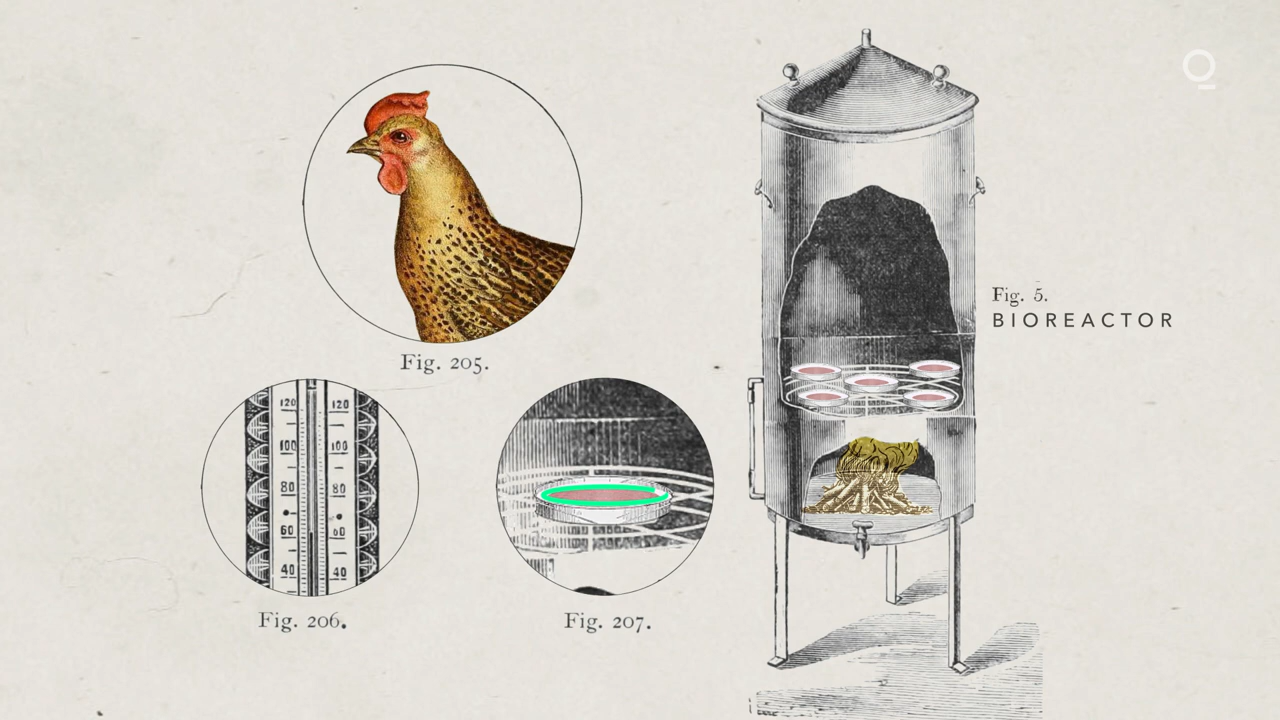 Fig. 205.
120 120
100 100
80 80
60 60
40 40
Fig. 206.
Fig. 207.
Fig. 5.
BIOREACTOR